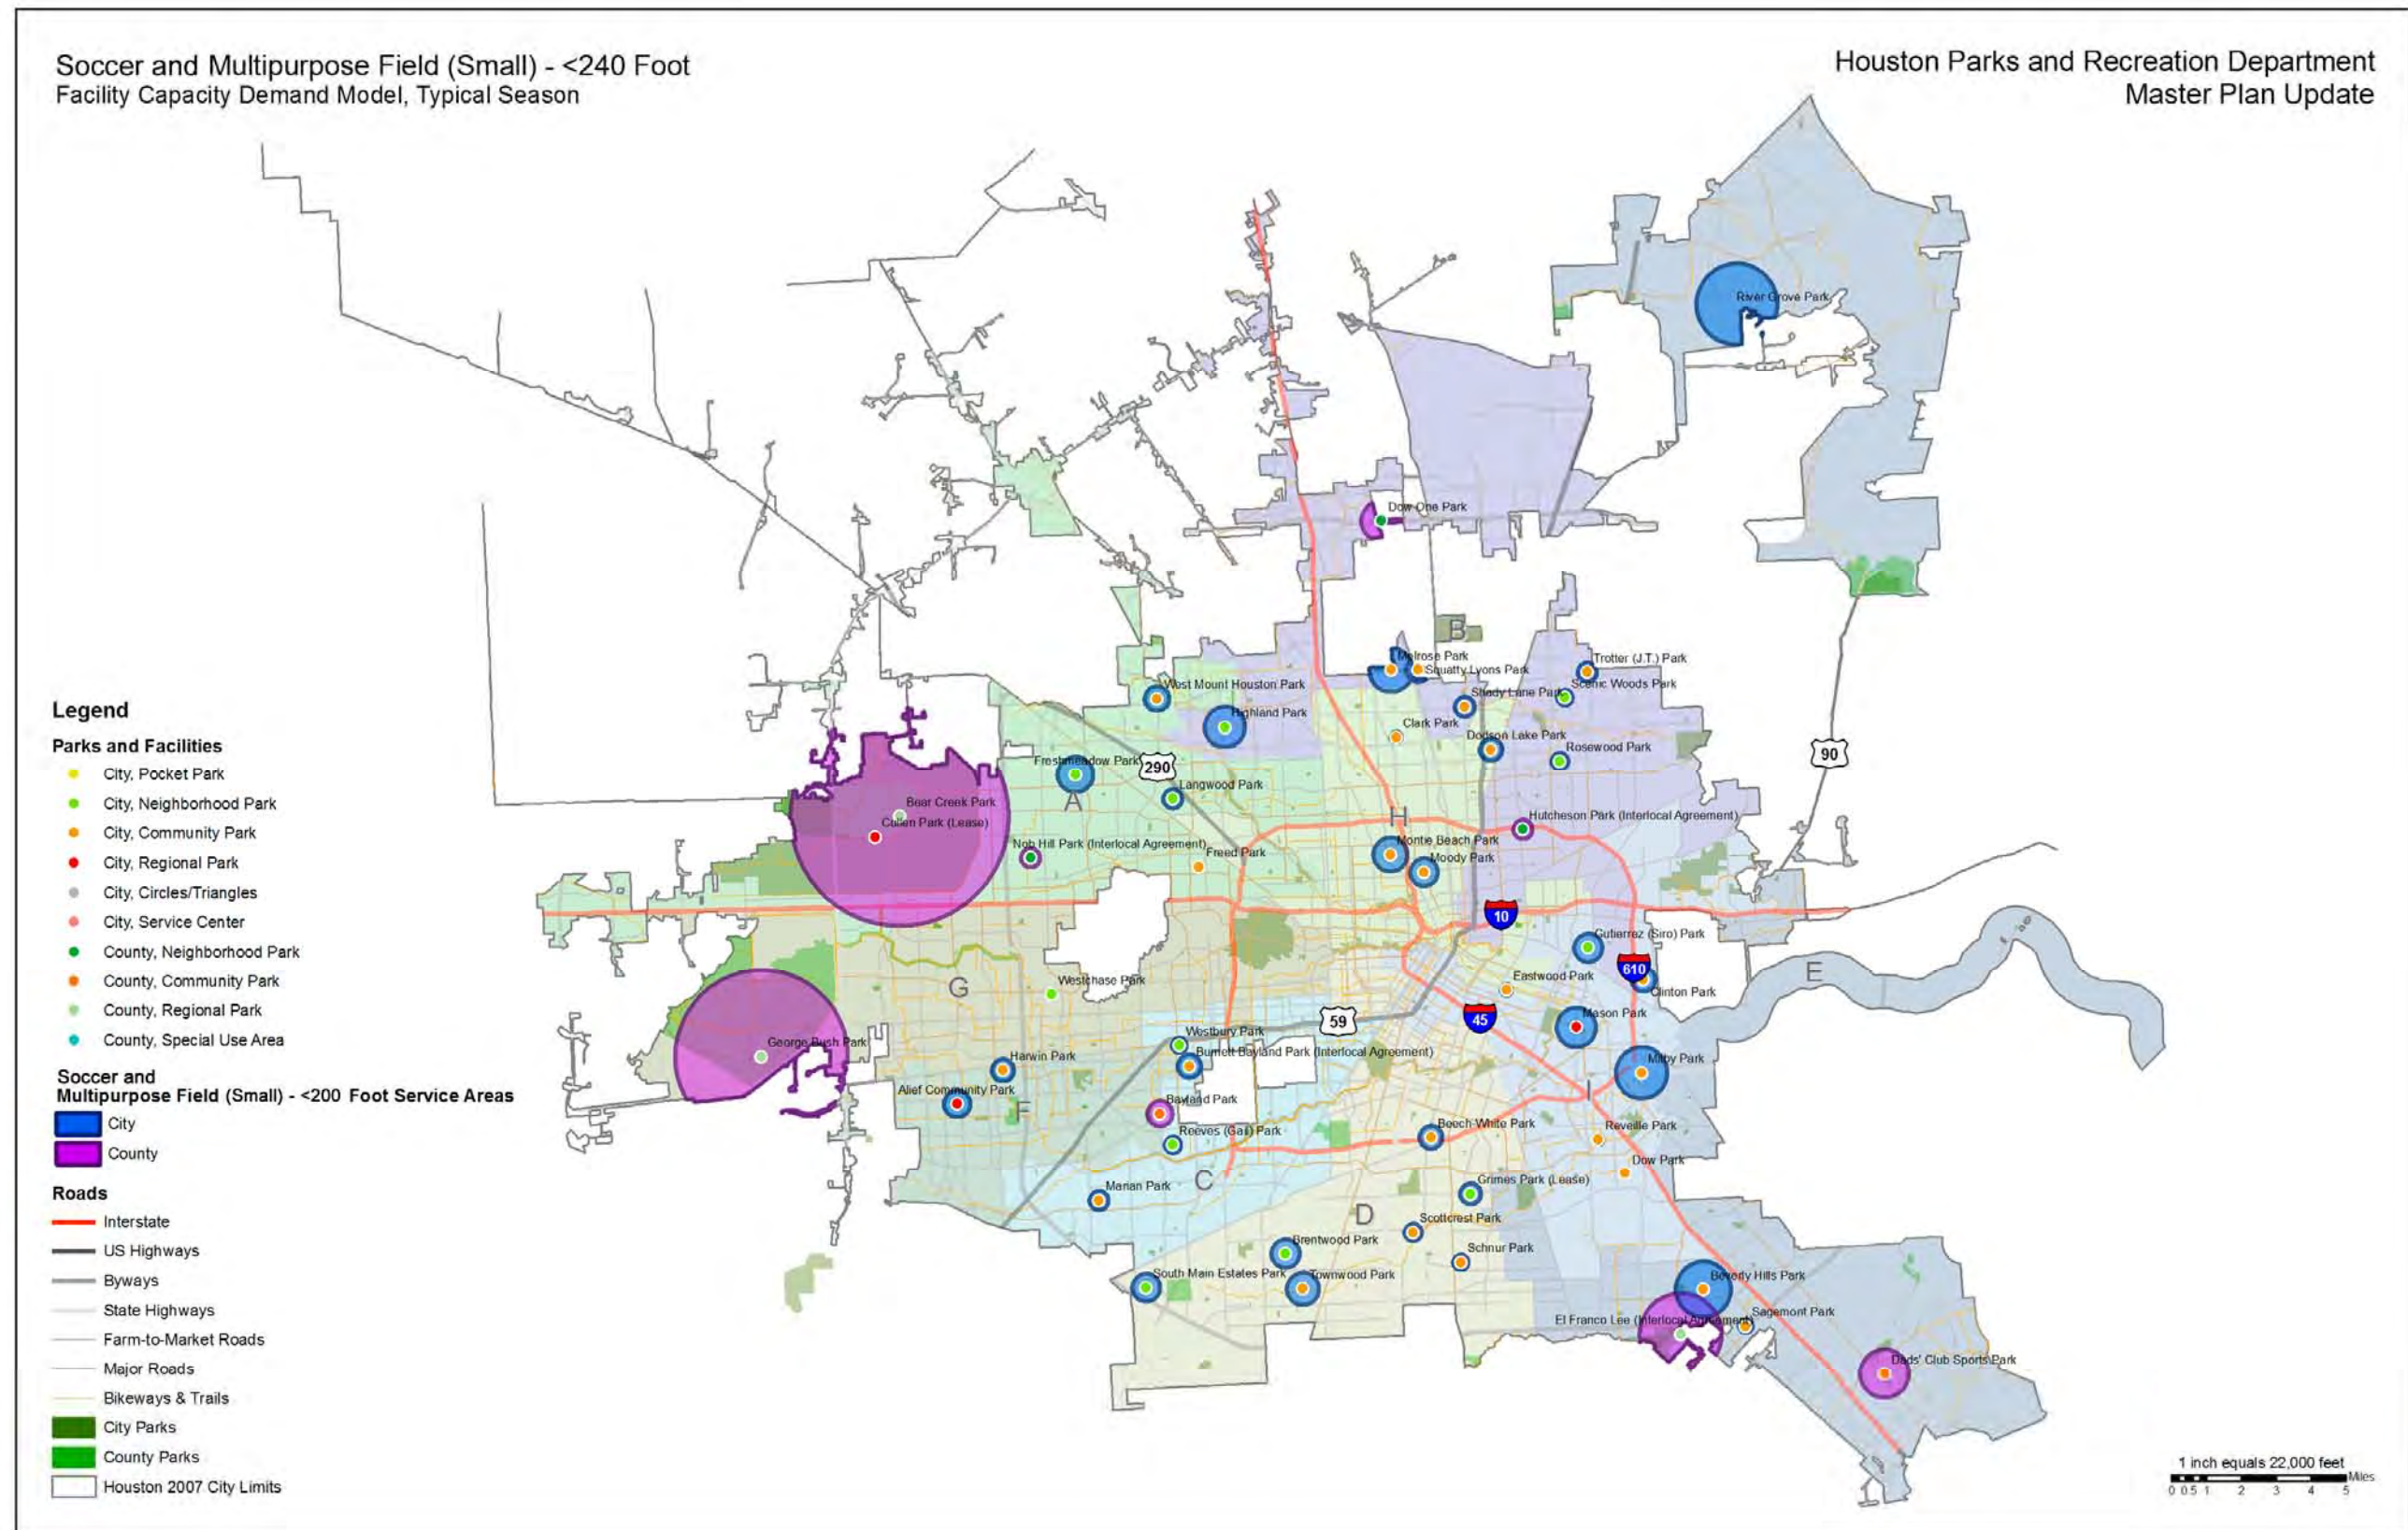 Soccer and Multipurpose Field (Small) - <240 Foot
Facility Capacity Demand Model, Typical Season
Houston Parks and Recreation Department
Master Plan Update
River Grove Park
Dow One Park
B
Melrose Park
Squatty Lyons Park
Trotter (J.T.) Park
Scenic Woods Park
Shady Lane Park
West Mount Houston Park
Highland Park
Clark Park
Dodson Lake Park
Rosewood Park
Freshmeadow Park
290
90
A
Langwood Park
Bear Creek Park
Cullen Park (Lease)
H
Hutcheson Park (Interlocal Agreement)
Nob Hill Park (Interlocal Agreement)
Freed Park
Montie Beach Park
Moody Park
10
Gutierrez (Siro) Park
610
E
Eastwood Park
Clinton Park
G
Westchase Park
59
45
Mason Park
Westbury Park
George Bush Park
Harwin Park
Burnett Bayland Park (Interlocal Agreement)
Milby Park
Alief Community Park
F
Bayland Park
I
Reeves (Gail) Park
Beech-White Park
Reveille Park
Dow Park
C
Marian Park
Grimes Park (Lease)
D
Scottcrest Park
Brentwood Park
Schnur Park
South Main Estates Park
Townwood Park
Beverly Hills Park
El Franco Lee (Interlocal Agreement)
Sagemont Park
Dads' Club Sports Park
Legend
Parks and Facilities
City, Pocket Park
City, Neighborhood Park
City, Community Park
City, Regional Park
City, Circles/Triangles
City, Service Center
County, Neighborhood Park
County, Community Park
County, Regional Park
County, Special Use Area
Soccer and
Multipurpose Field (Small) - <200 Foot Service Areas
City
County
Roads
Interstate
US Highways
Byways
State Highways
Farm-to-Market Roads
Major Roads
Bikeways & Trails
City Parks
County Parks
Houston 2007 City Limits
1 inch equals 22,000 feet
Miles
0 0.5 1 2 3 4 5